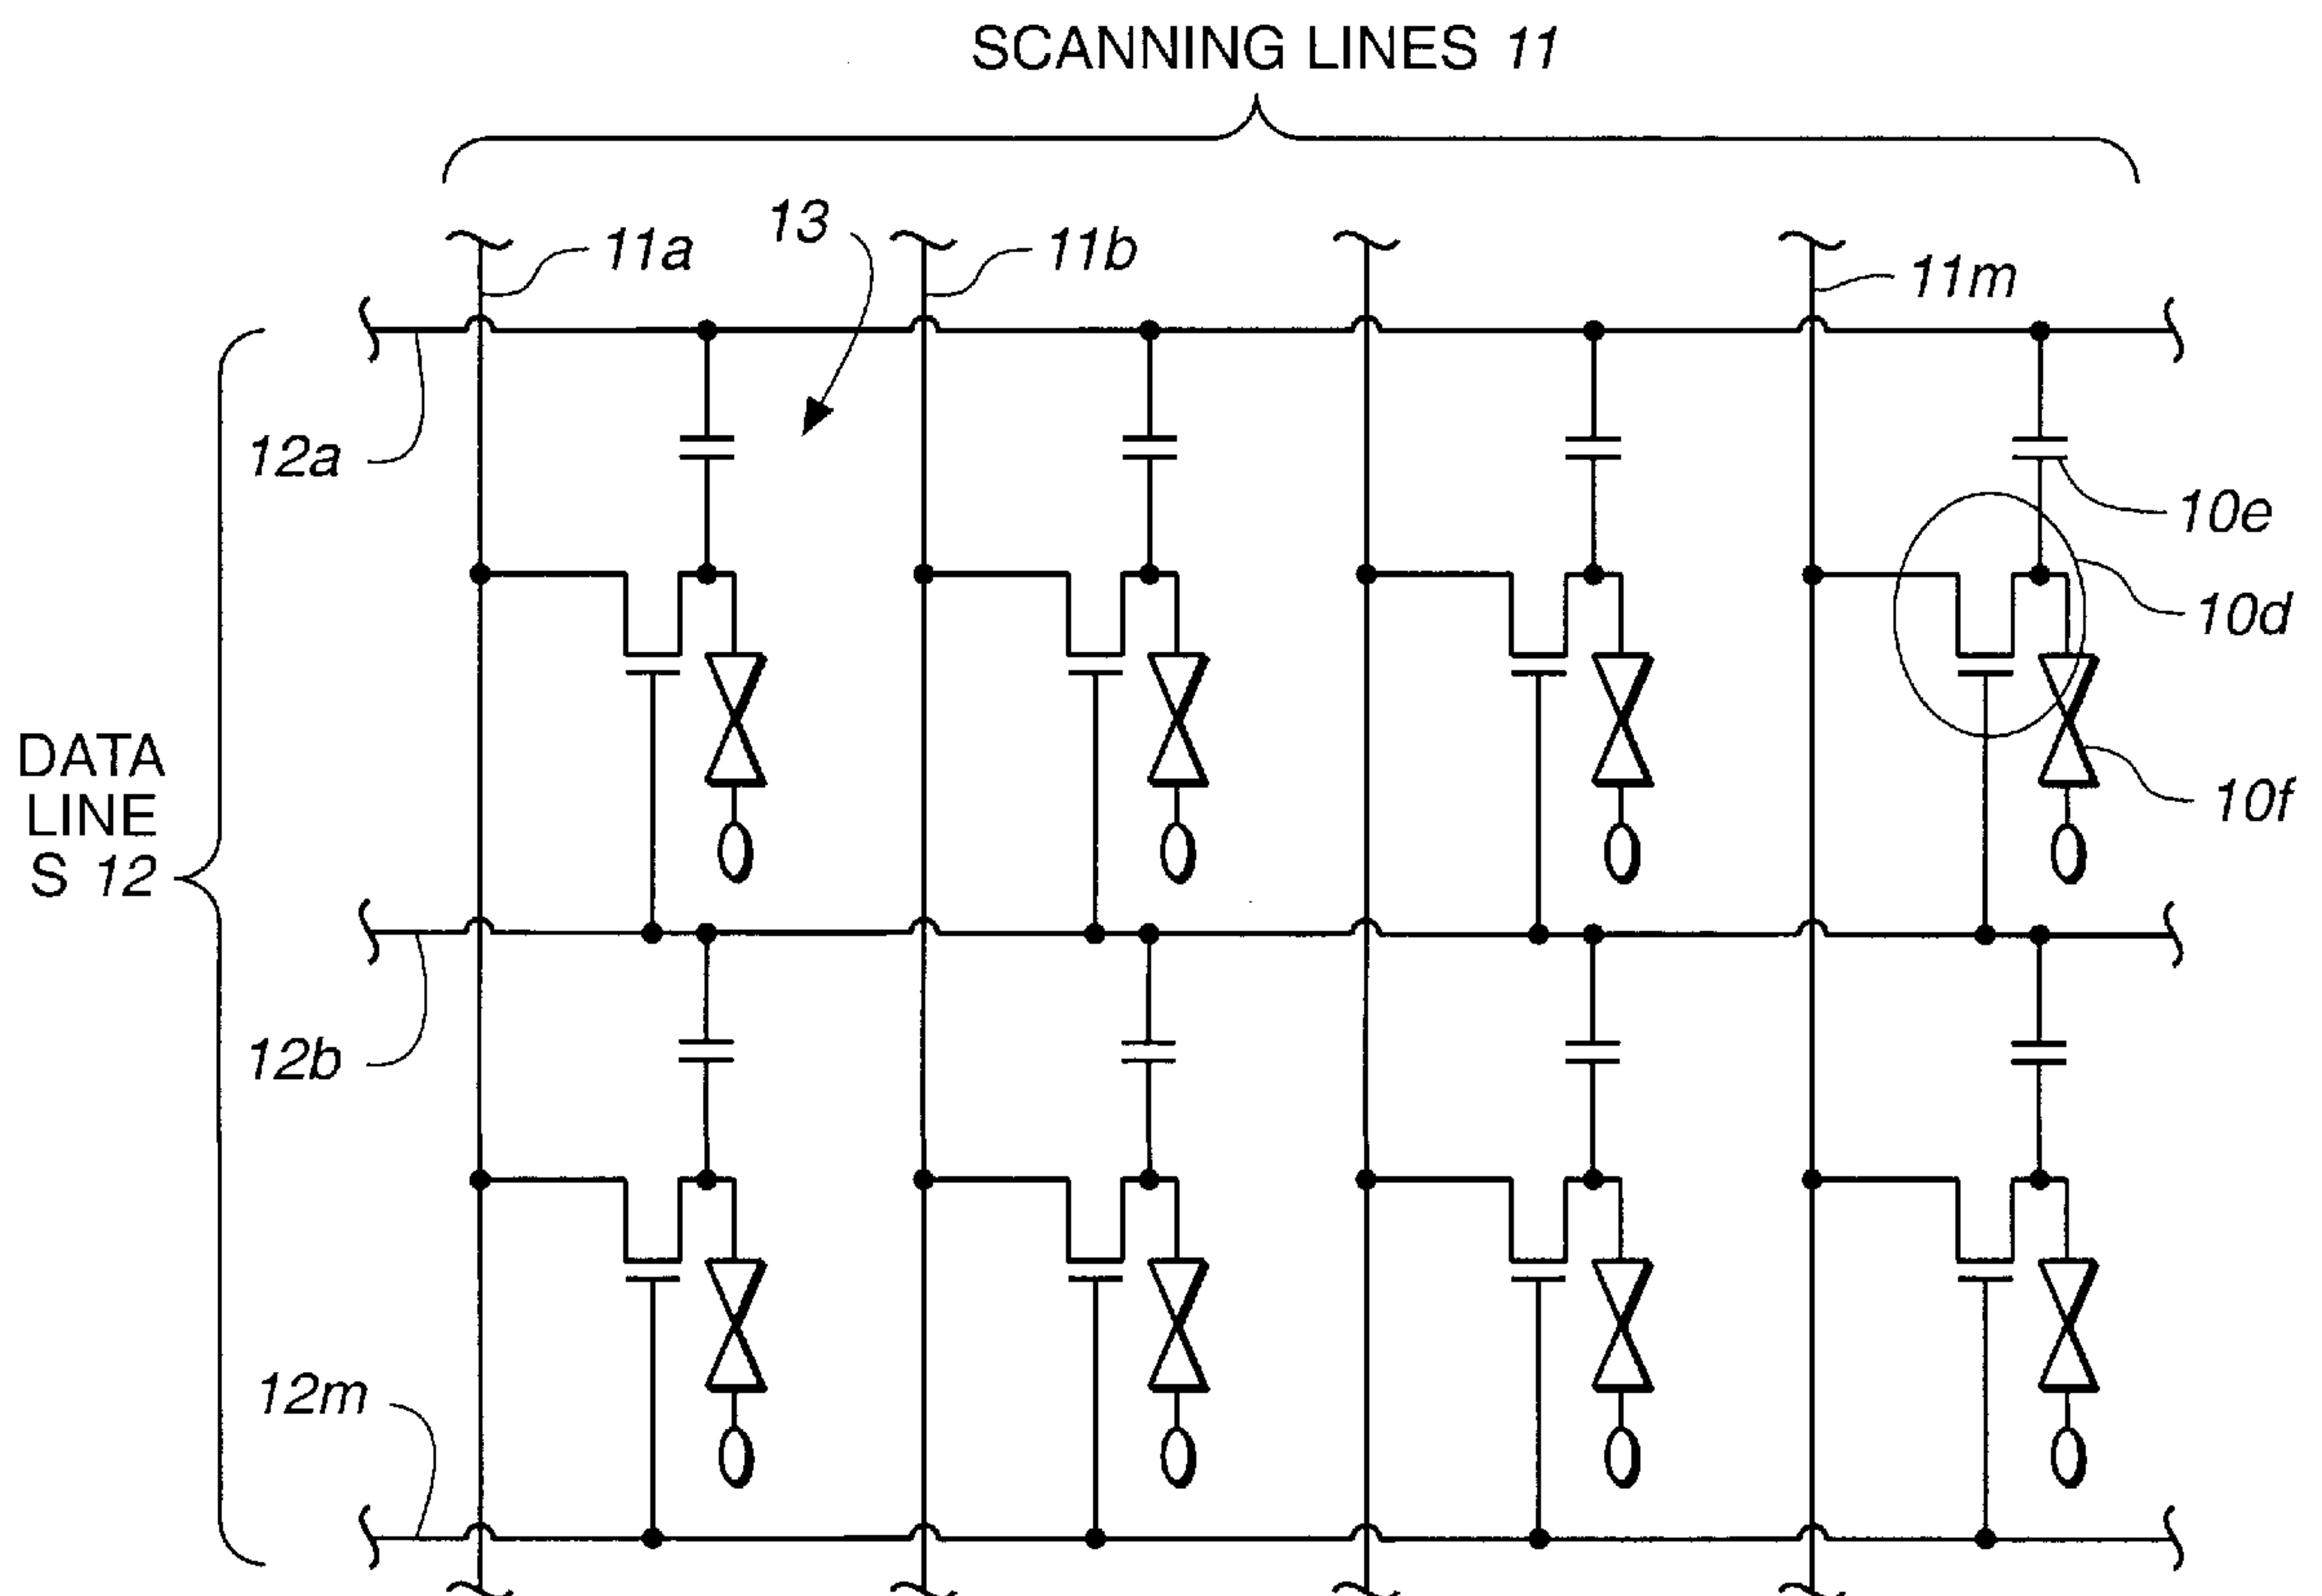 SCANNING LINES 11
13
11a
11b
11m
12a
10e
10d
10f
DATA
LINE
S 12
12b
12m